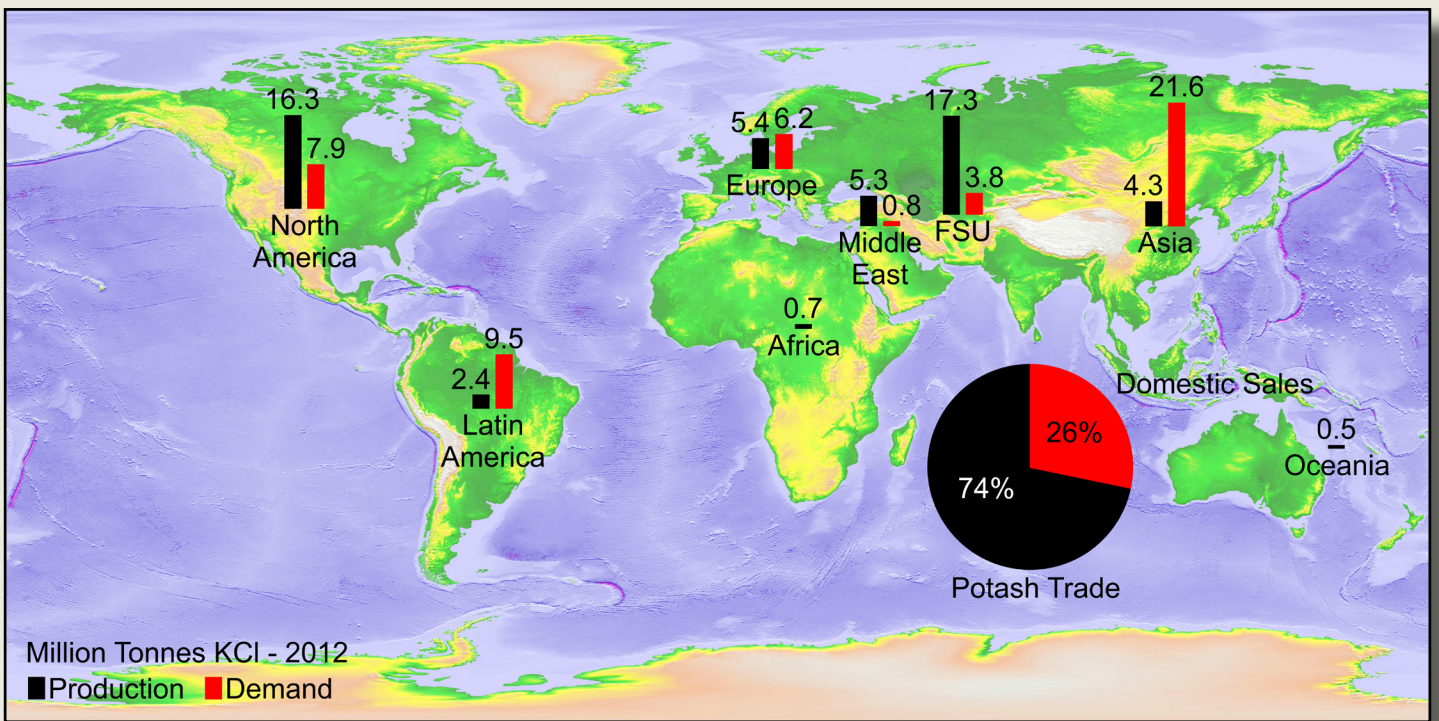 16.3
7.9
North
America
5.4
6.2
Europe
5.3
0.8
Middle
East
17.3
3.8
FSU
21.6
4.3
Asia
0.7
Africa
9.5
2.4
Latin
America
Domestic Sales
26%
74%
Potash Trade
0.5
Oceania
Million Tonnes KCl - 2012
Production Demand